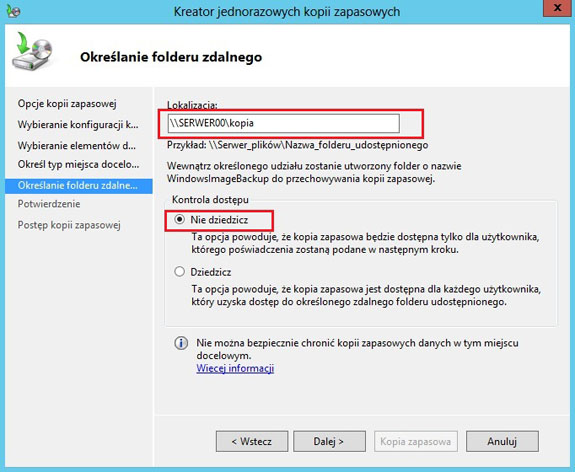 Kreator jednorazowych kopii zapasowych
x
Określanie folderu zdalnego
Opcje kopii zapasowej
Wybieranie konfiguracji k...
Wybieranie elementów d...
Określ typ miejsca docelo...
Określanie folderu zdalne...
Potwierdzenie
Postęp kopii zapasowej
Lokalizacja:
\\SERWER00\kopia
Przykład: \\Serwer_plików\Nazwa_folderu_udostępnionego
Wewnątrz określonego udziału zostanie utworzony folder o nazwie
WindowsImageBackup do przechowywania kopii zapasowej.
Kontrola dostępu
Nie dziedzicz
Ta opcja powoduje, że kopia zapasowa będzie dostępna tylko dla użytkownika,
którego poświadczenia zostaną podane w następnym kroku.
Dziedzicz
Ta opcja powoduje, że kopia zapasowa jest dostępna dla każdego użytkownika,
który uzyska dostęp do określonego zdalnego folderu udostępnionego.
Nie można bezpiecznie chronić kopii zapasowych danych w tym miejscu
docelowym.
Więcej informacji
< Wstecz
Dalej >
Kopia zapasowa
Anuluj